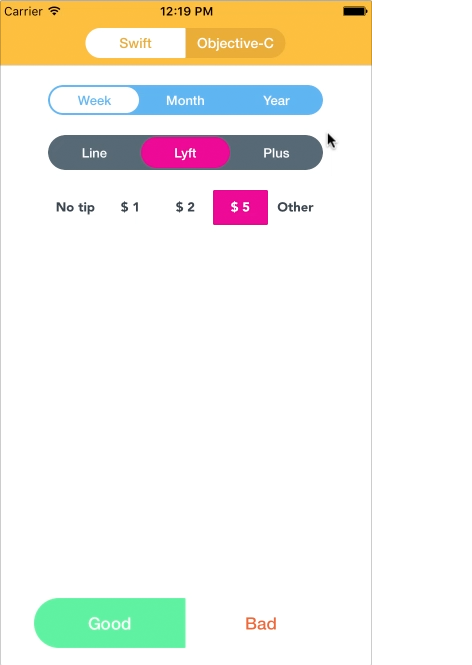 Carrier 12:19 PM
Swift Objective-C
Week Month Year
Line Lyft Plus
No tip $ 1 $ 2 $ 5 Other
Good Bad